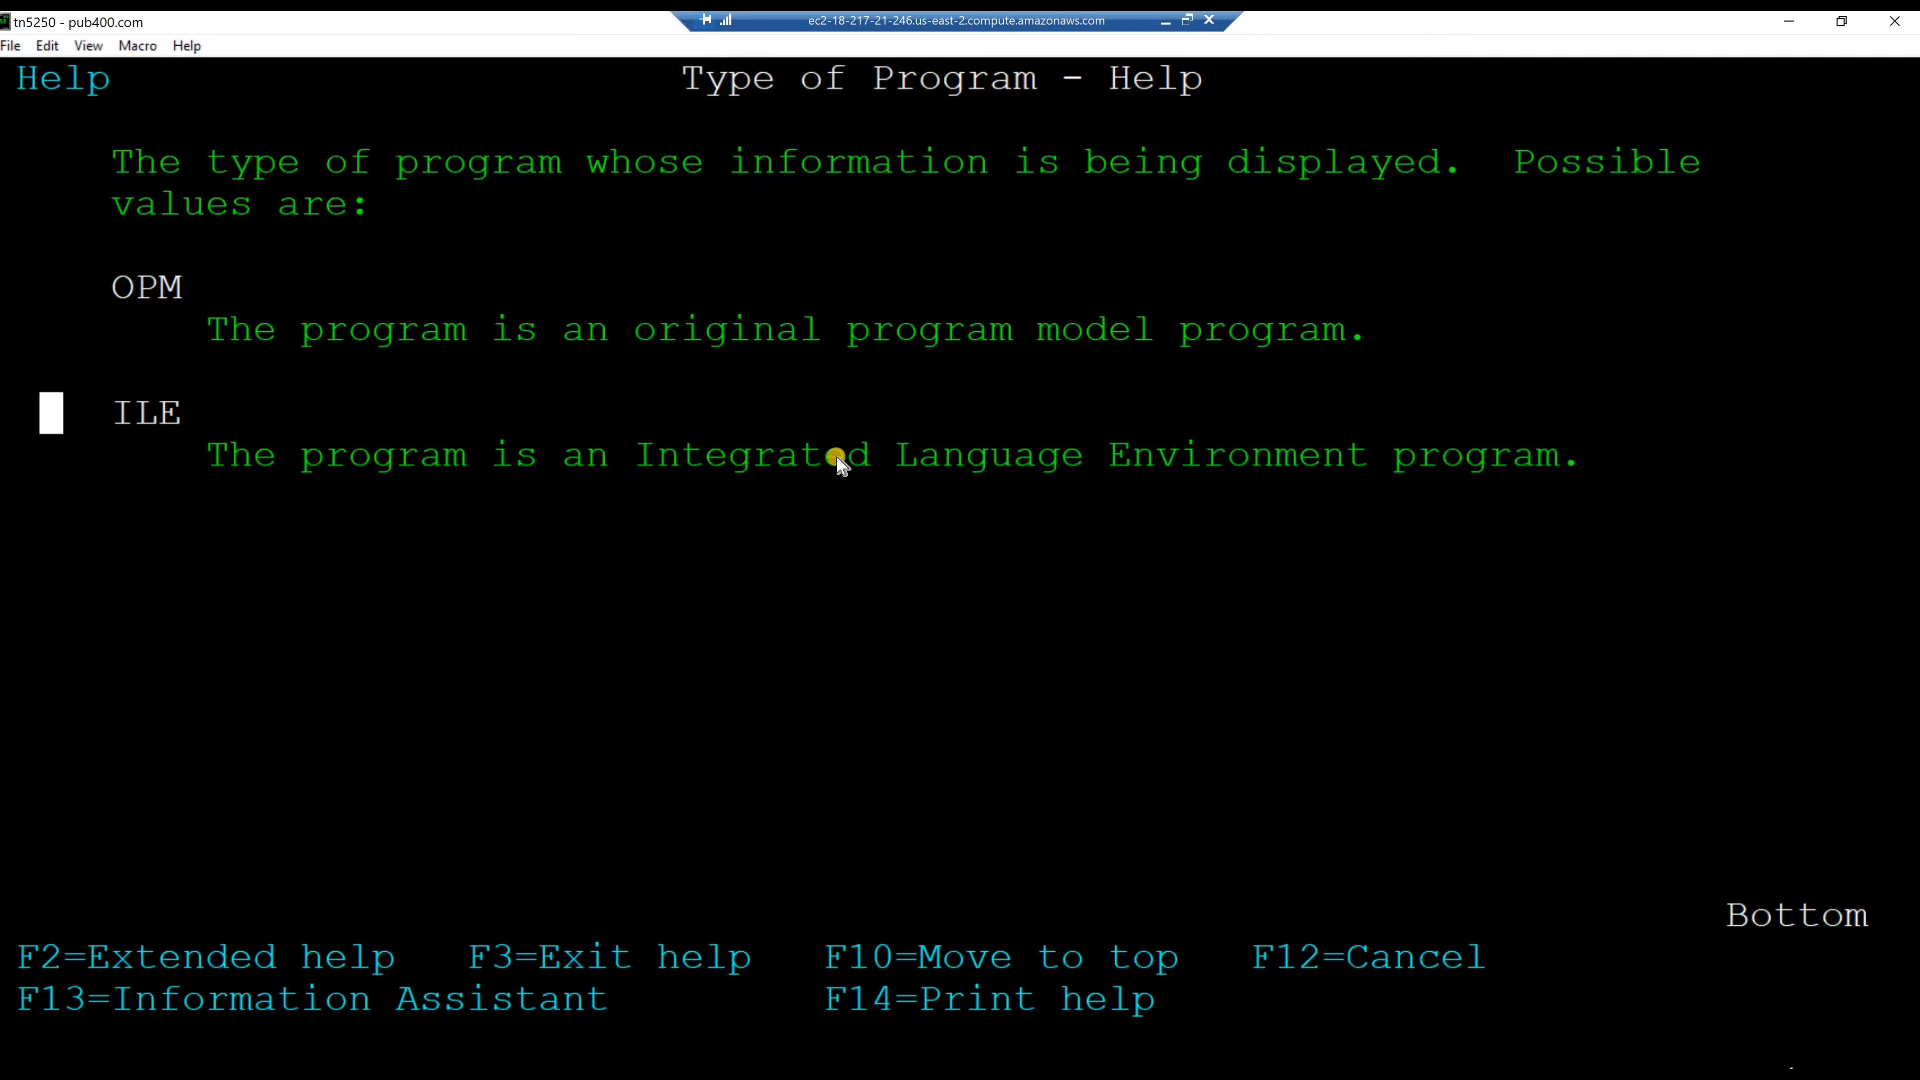 tn5250 - pub400.com
ec2-18-217-21-246.us-east-2.compute.amazonaws.com
File Edit View Macro Help
Help Type of Program - Help
The type of program whose information is being displayed. Possible
values are:
OPM
The program is an original program model program.
ILE
The program is an Integrated Language Environment program.
Bottom
F2=Extended help F3=Exit help F10=Move to top F12=Cancel
F13=Information Assistant F14=Print help